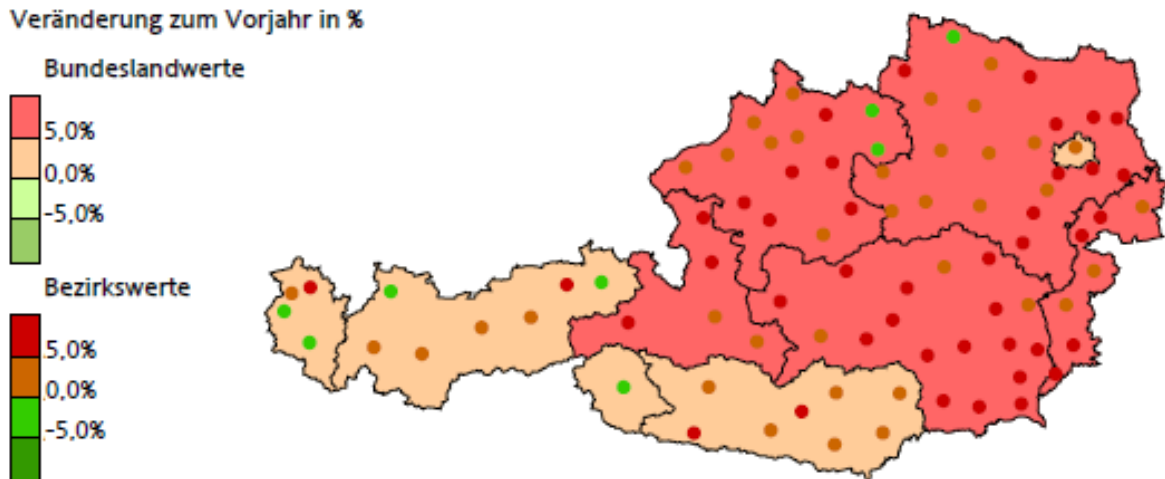 Veränderung zum Vorjahr in %
Bundeslandwerte
5,0%
0,0%
-5,0%
Bezirkswerte
5,0%
0,0%
-5,0%